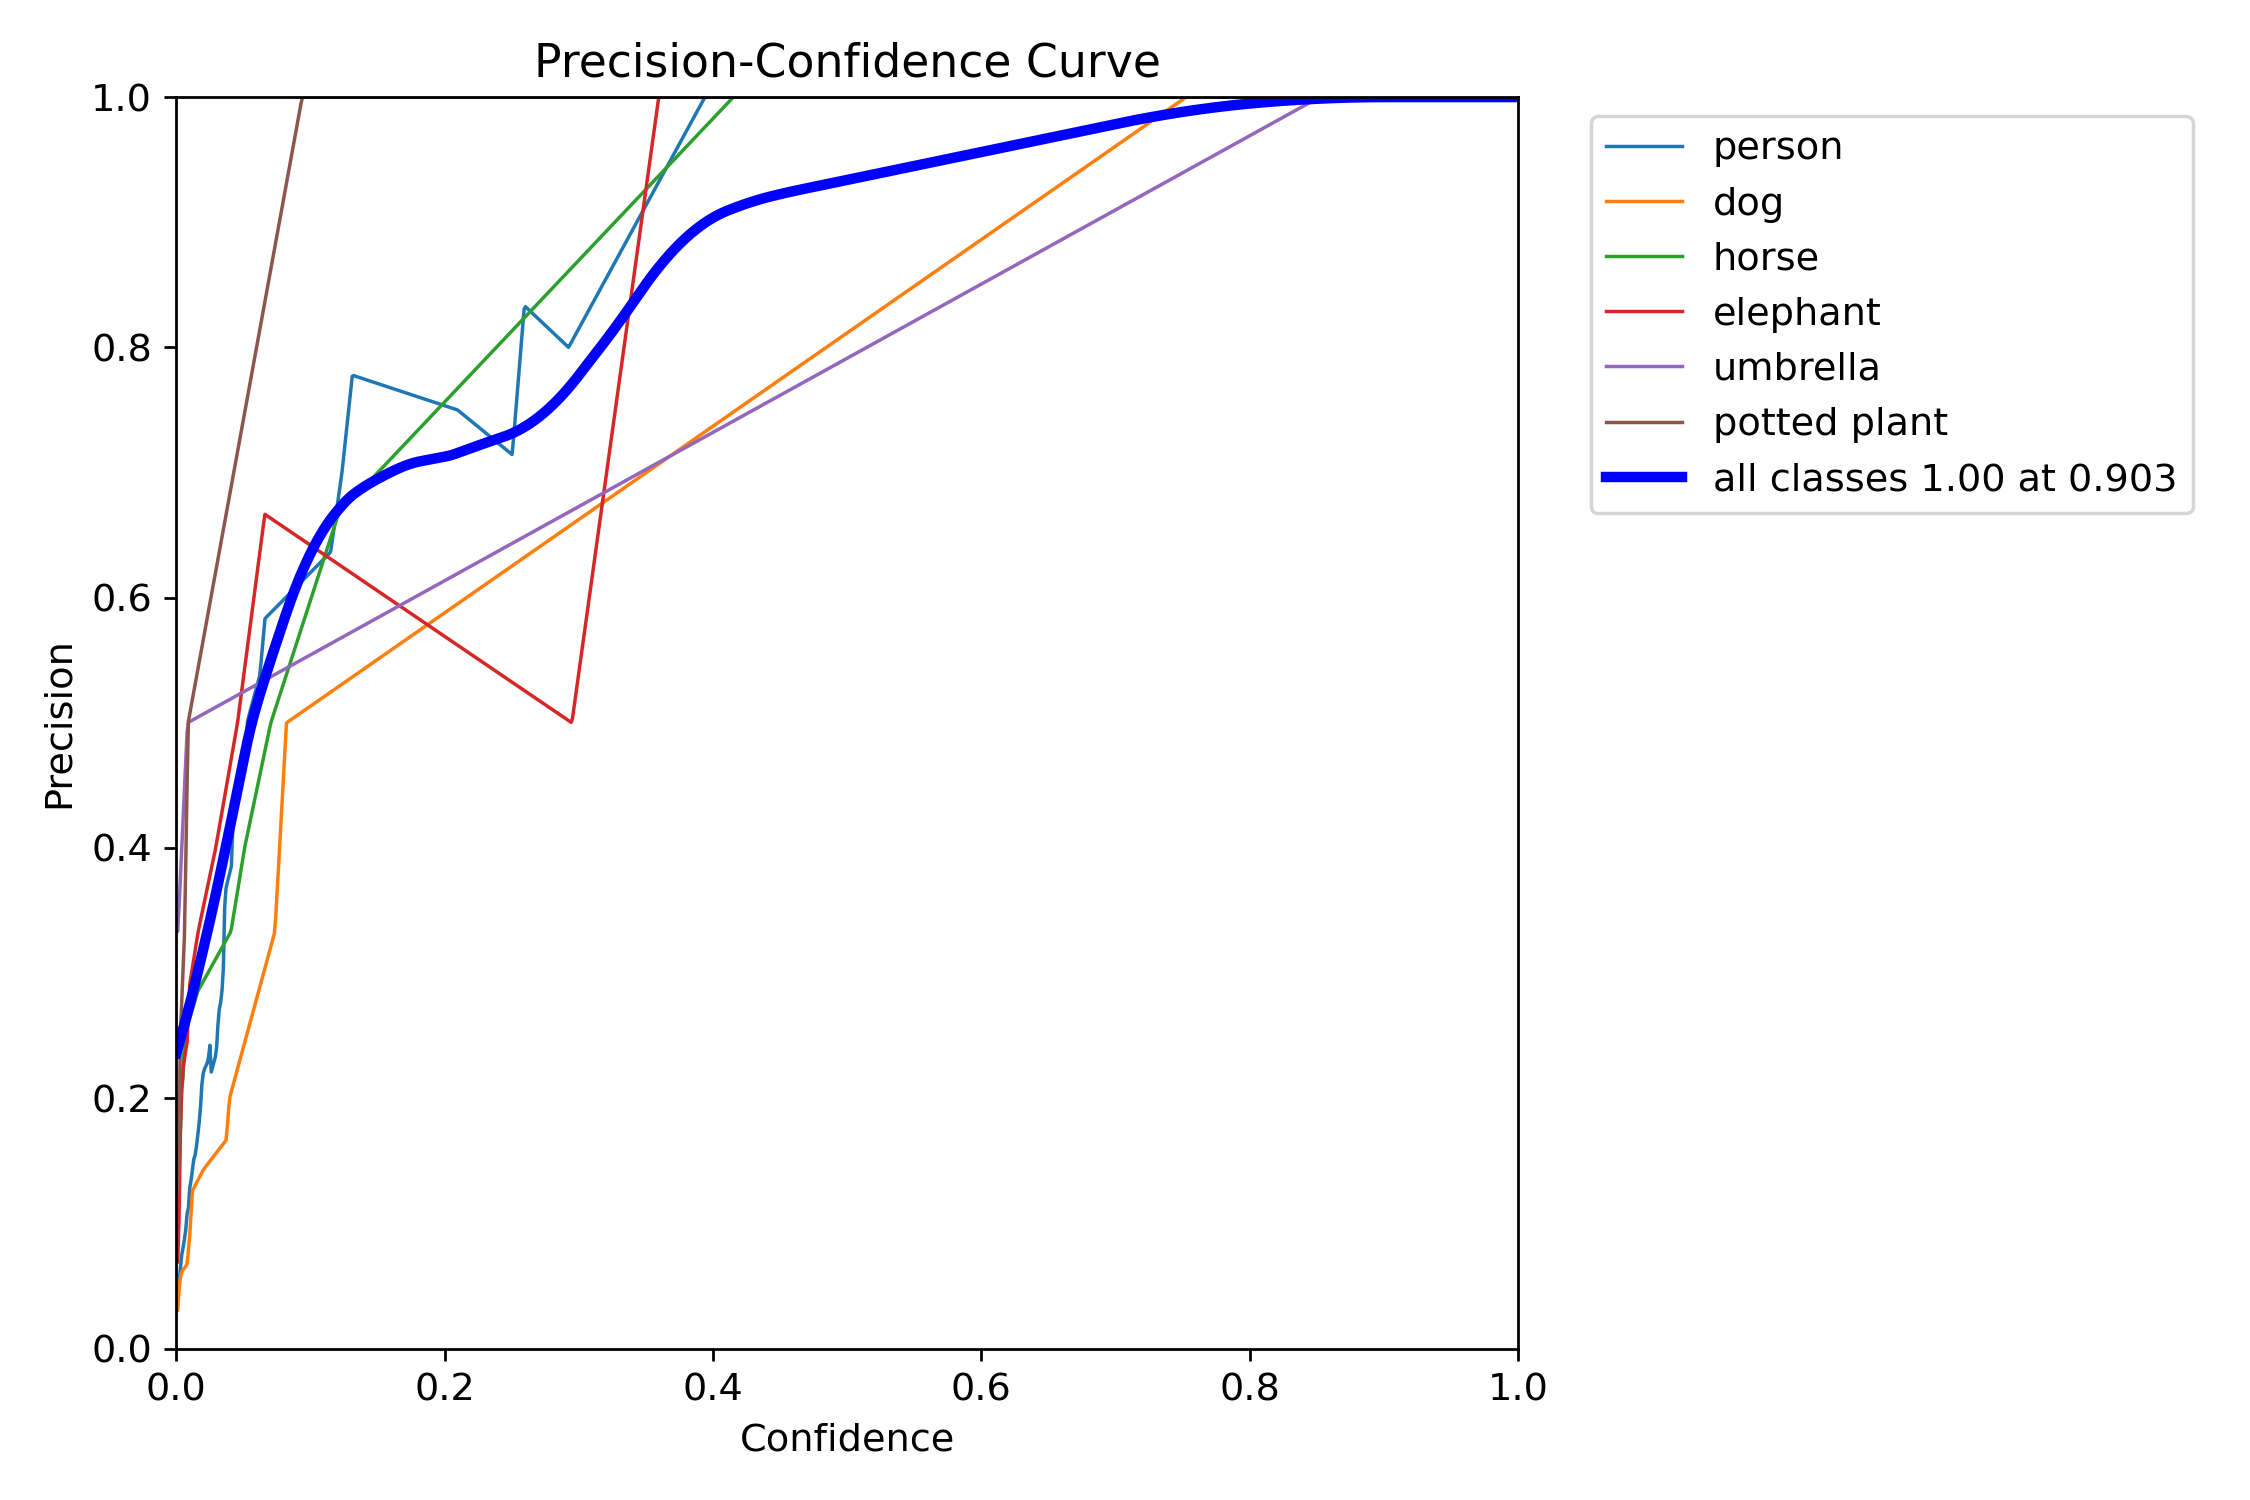 Precision-Confidence Curve
1.0
0.8
0.6
0.4
0.2
0.0
Precision
0.0 0.2 0.4 0.6 0.8 1.0
Confidence
person
dog
horse
elephant
umbrella
potted plant
all classes 1.00 at 0.903